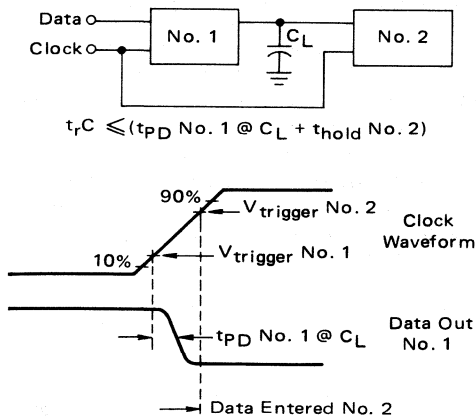 Data
Clock
No. 1
C_L
No. 2
t_rC ≤ (t_PD No. 1 @ C_L + t_hold No. 2)
90%
V_trigger No. 2
Clock
Waveform
10%
V_trigger No. 1
t_PD No. 1 @ C_L
Data Out
No. 1
Data Entered No. 2